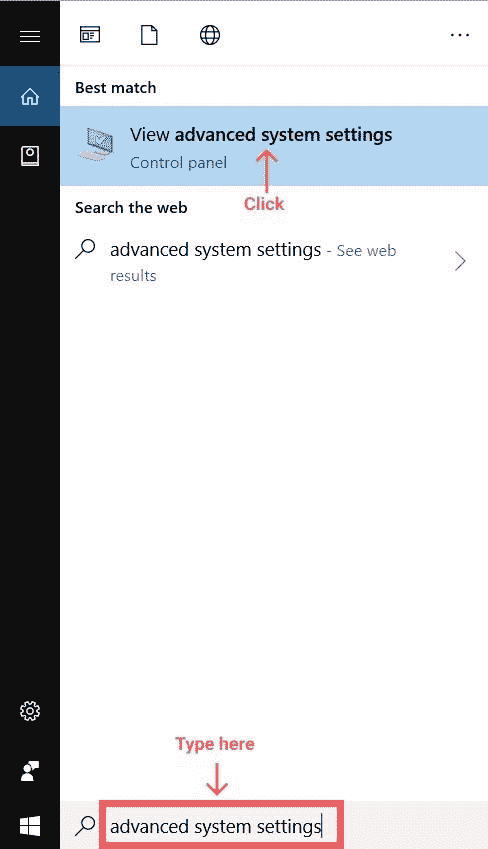 ...
Best match
View advanced system settings
Control panel
Click
Search the web
advanced system settings - See web
results
Type here
advanced system settings